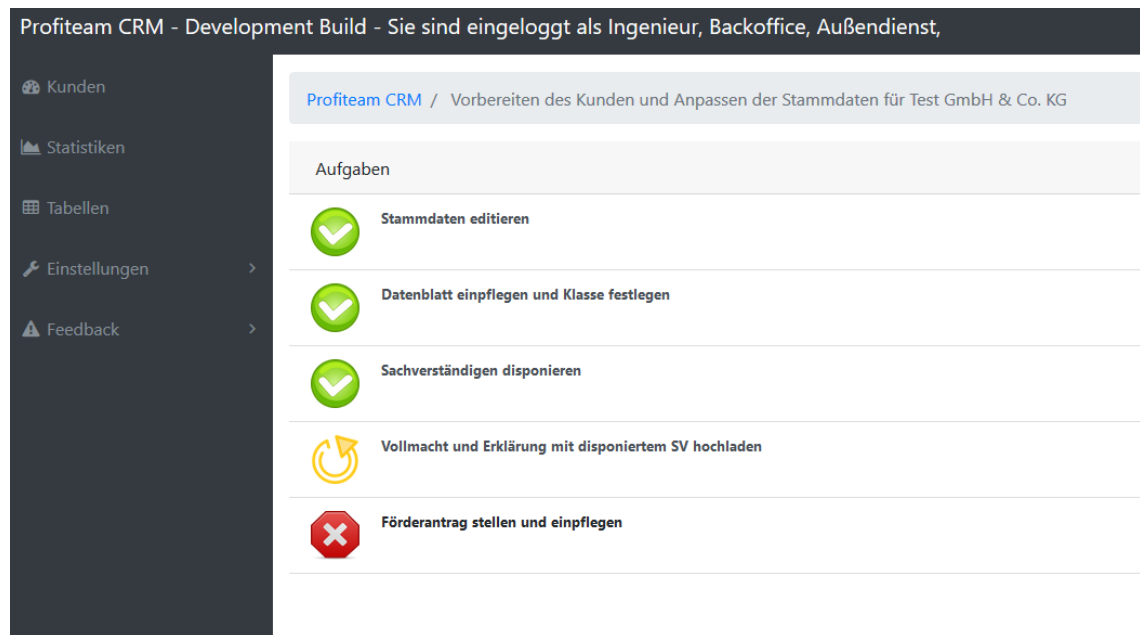 Profiteam CRM - Development Build - Sie sind eingeloggt als Ingenieur, Backoffice, Außendienst,
Kunden
Statistiken
Tabellen
Einstellungen
Feedback
Profiteam CRM / Vorbereiten des Kunden und Anpassen der Stammdaten für Test GmbH & Co. KG
Aufgaben
Stammdaten editieren
Datenblatt einpflegen und Klasse festlegen
Sachverständigen disponieren
Vollmacht und Erklärung mit disponiertem SV hochladen
Förderantrag stellen und einpflegen